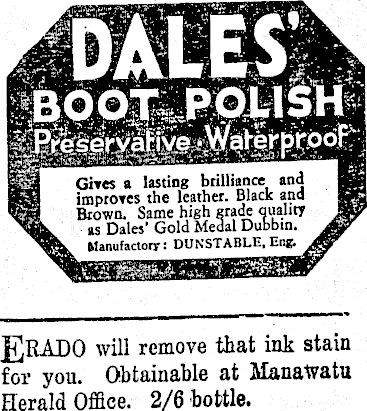 DALES'
BOOT POLISH
Preservative · Waterproof
Gives a lasting brilliance and
improves the leather. Black and
Brown. Same high grade quality
as Dales' Gold Medal Dubbin.
Manufactory: DUNSTABLE, Eng.
ERADO will remove that ink stain
for you. Obtainable at Manawatu
Herald Office. 2/6 bottle.